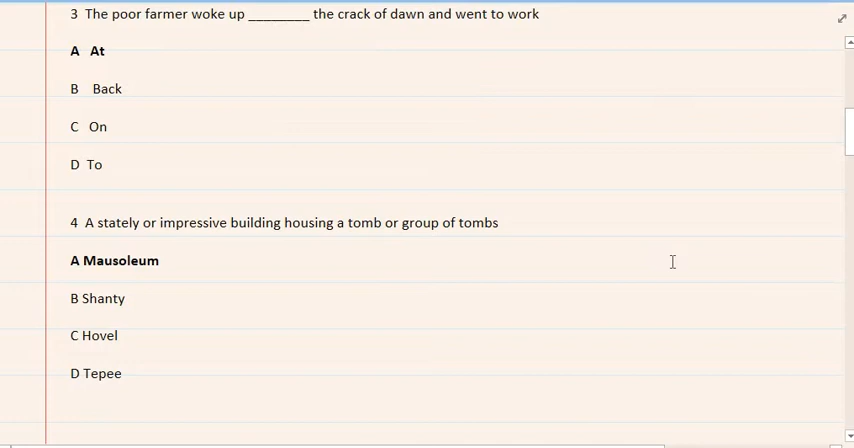 3 The poor farmer woke up ________ the crack of dawn and went to work
A At
B Back
C On
D To
4 A stately or impressive building housing a tomb or group of tombs
A Mausoleum
B Shanty
C Hovel
D Tepee